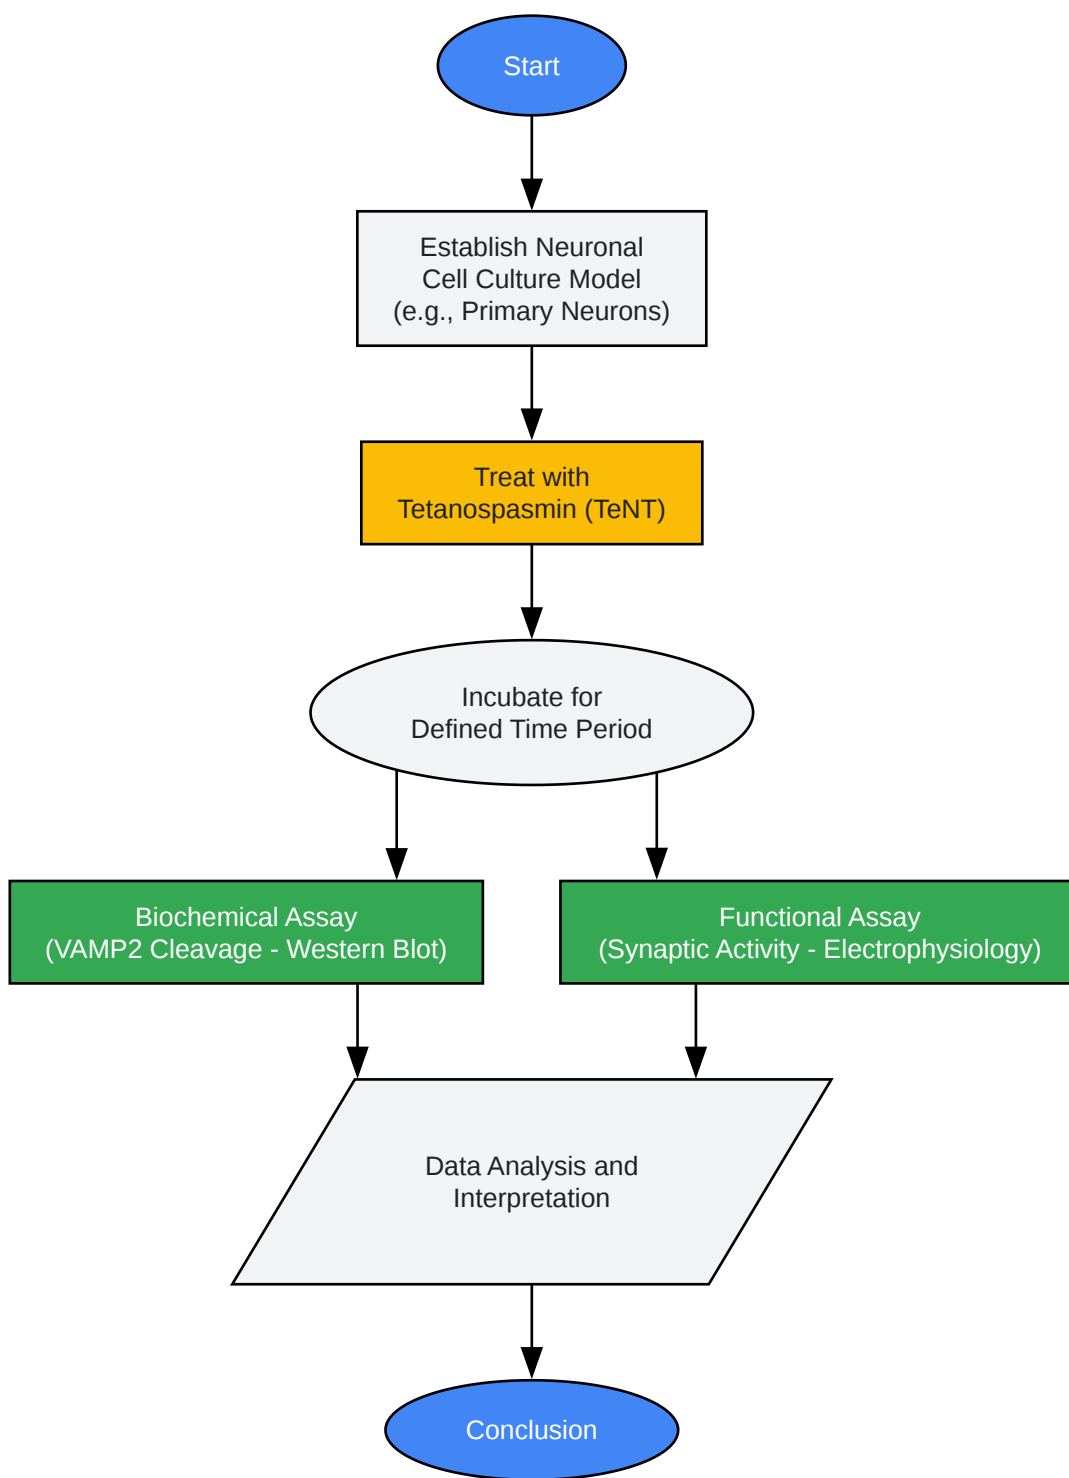 Start
Establish Neuronal
Cell Culture Model
(e.g., Primary Neurons)
Treat with
Tetanospasmin (TeNT)
Incubate for
Defined Time Period
Biochemical Assay
(VAMP2 Cleavage - Western Blot)
Functional Assay
(Synaptic Activity - Electrophysiology)
Data Analysis and
Interpretation
Conclusion